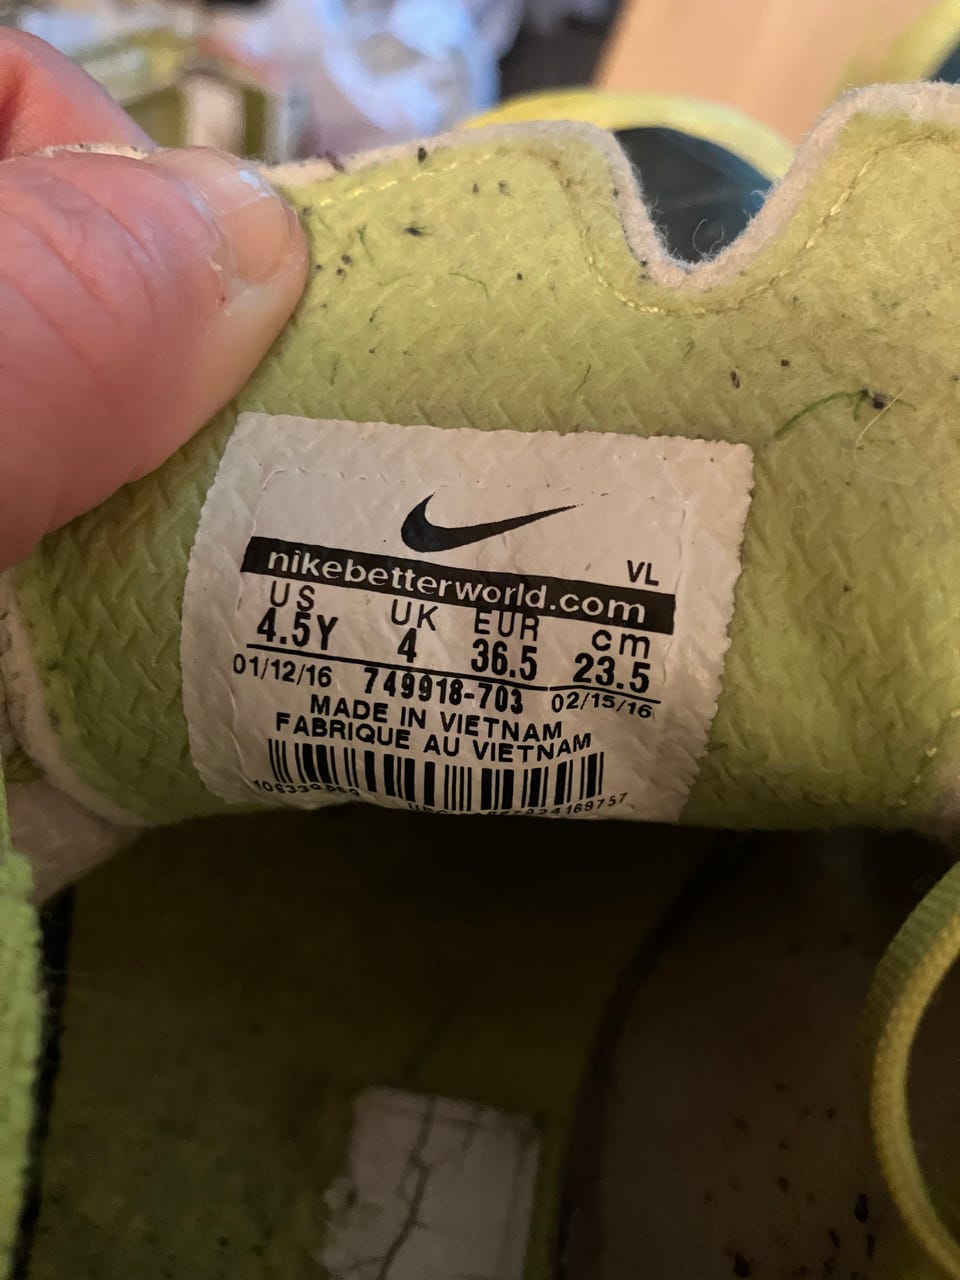 VL
nikebetterworld.com
US UK EUR cm
4.5Y 4 36.5 23.5
01/12/16 749918-703 02/15/16
MADE IN VIETNAM
FABRIQUE AU VIETNAM